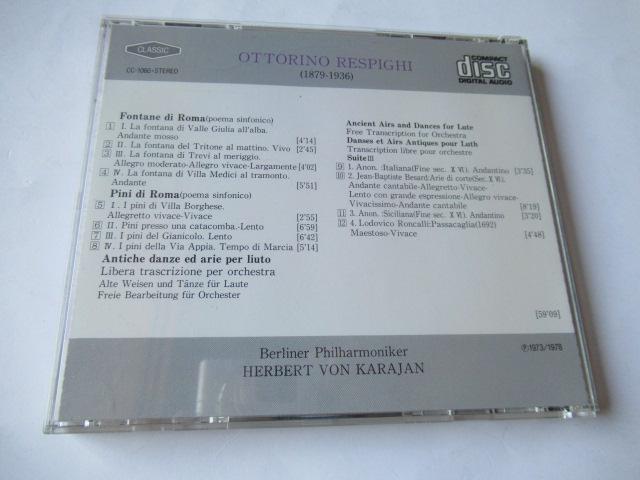 CLASSIC
CC-1060・STEREO
OTTORINO RESPIGHI
(1879-1936)
COMPACT
disc
DIGITAL AUDIO
Fontane di Roma(poema sinfonico)
1 I. La fontana di Valle Giulia all'alba.
Andante mosso [4'14]
2 II. La fontana del Tritone al mattino. Vivo [2'45]
3 III. La fontana di Trevi al meriggio.
Allegro moderato-Allegro vivace-Largamente [4'02]
4 IV. La fontana di Villa Medici al tramonto.
Andante [5'51]
Pini di Roma(poema sinfonico)
5 I. I pini di Villa Borghese.
Allegretto vivace-Vivace [2'55]
6 II. Pini presso una catacomba-Lento [6'59]
7 III. I pini del Gianicolo. Lento [6'42]
8 IV. I pini della Via Appia. Tempo di Marcia [5'14]
Antiche danze ed arie per liuto
Libera trascrizione per orchestra
Alte Weisen und Tänze für Laute
Freie Bearbeitung für Orchester
Ancient Airs and Dances for Lute
Free Transcription for Orchestra
Danses et Airs Antiques pour Luth
Transcription libre pour orchestre
Suite III
9 1. Anon. :Italiana(Fine sec. XVI). Andantino [3'35]
10 2. Jean-Baptiste Besard:Arie di corte(Sec. XVI).
Andante cantabile-Allegretto-Vivace-
Lento con grande espressione-Allegro vivace-
Vivacissimo-Andante cantabile [8'19]
11 3. Anon. :Siciliana(Fine sec. XVI). Andantino [3'20]
12 4. Lodovico Roncalli:Passacaglia(1692)
Maestoso-Vivace [4'48]
[59'09]
Berliner Philharmoniker
HERBERT VON KARAJAN
℗1973/1978